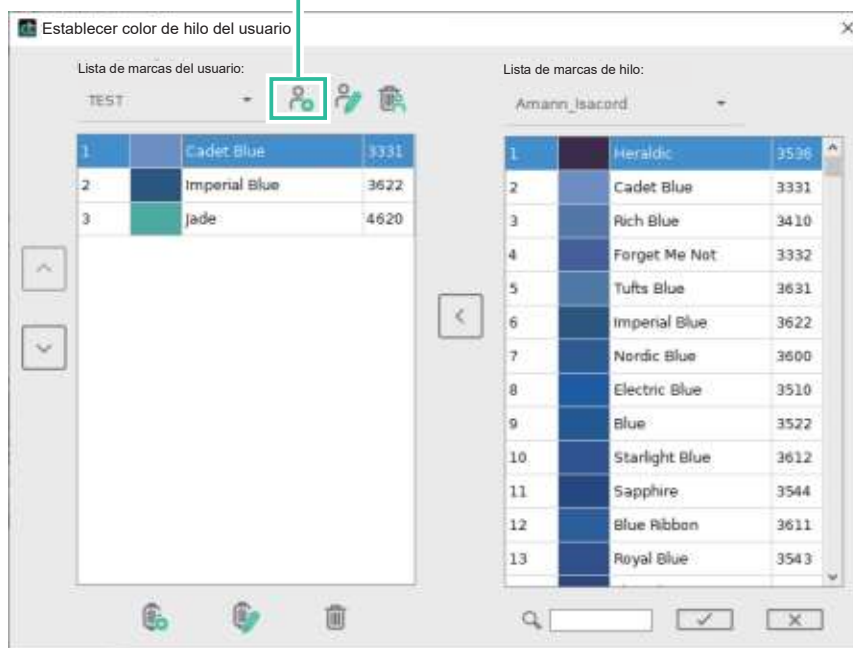 Establecer color de hilo del usuario
Lista de marcas del usuario:
TEST
1 Cadet Blue 3331
2 Imperial Blue 3622
3 Jade 4620
Lista de marcas de hilo:
Amann_Isacord
1 Heraldic 3536
2 Cadet Blue 3331
3 Rich Blue 3410
4 Forget Me Not 3332
5 Tufts Blue 3631
6 Imperial Blue 3622
7 Nordic Blue 3600
8 Electric Blue 3510
9 Blue 3522
10 Starlight Blue 3612
11 Sapphire 3544
12 Blue Ribbon 3611
13 Royal Blue 3543